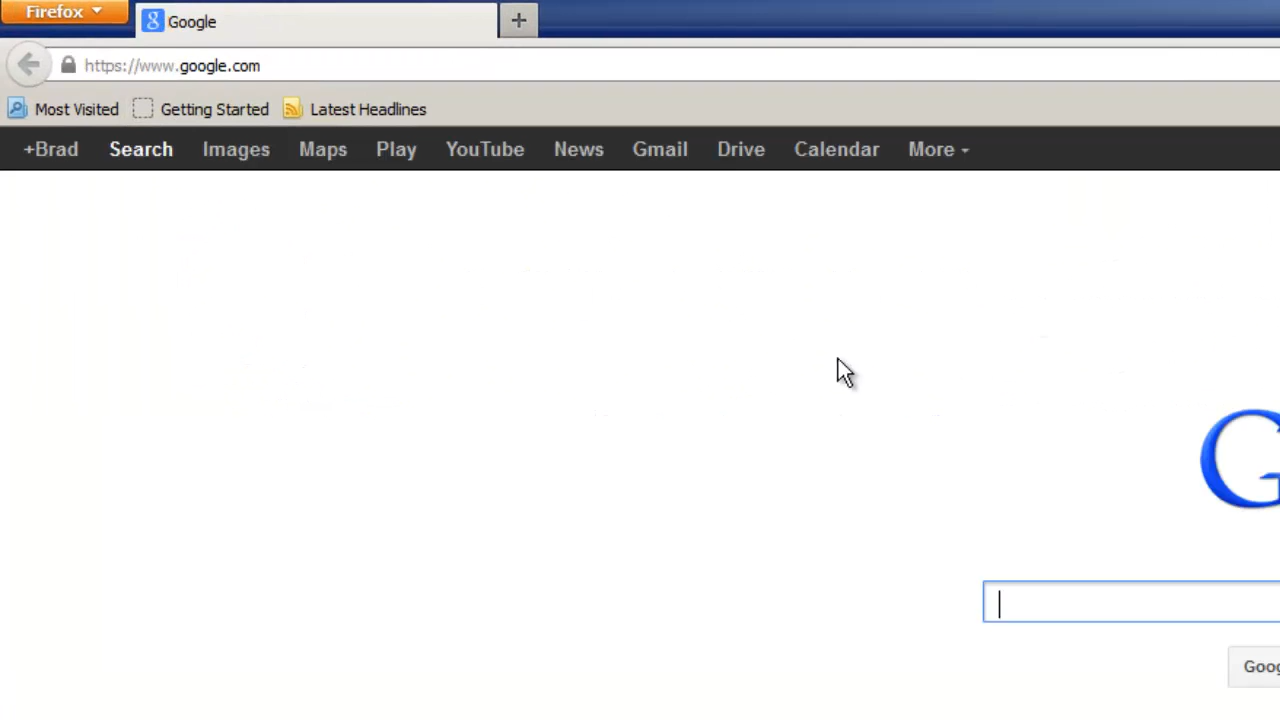 Firefox
Google
https://www.google.com
Most Visited Getting Started Latest Headlines
+Brad Search Images Maps Play YouTube News Gmail Drive Calendar More
G
Goog